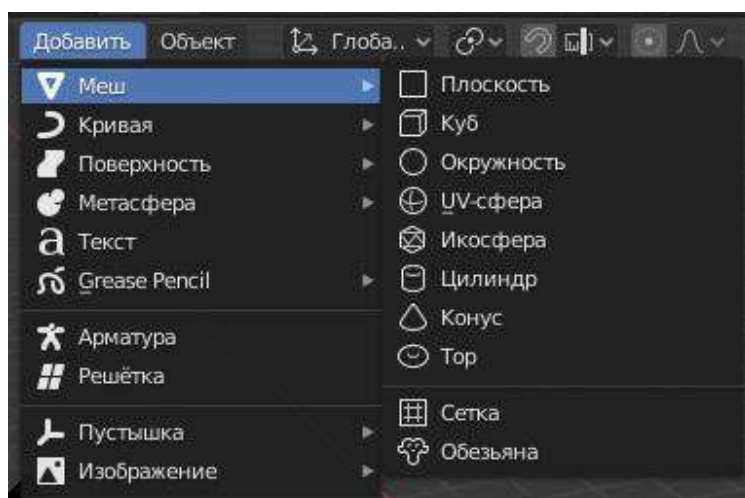 Добавить Объект Глоба..
Меш
Кривая
Поверхность
Метасфера
Текст
Grease Pencil
Арматура
Решётка
Пустышка
Изображение
Плоскость
Куб
Окружность
UV-сфера
Икосфера
Цилиндр
Конус
Тор
Сетка
Обезьяна